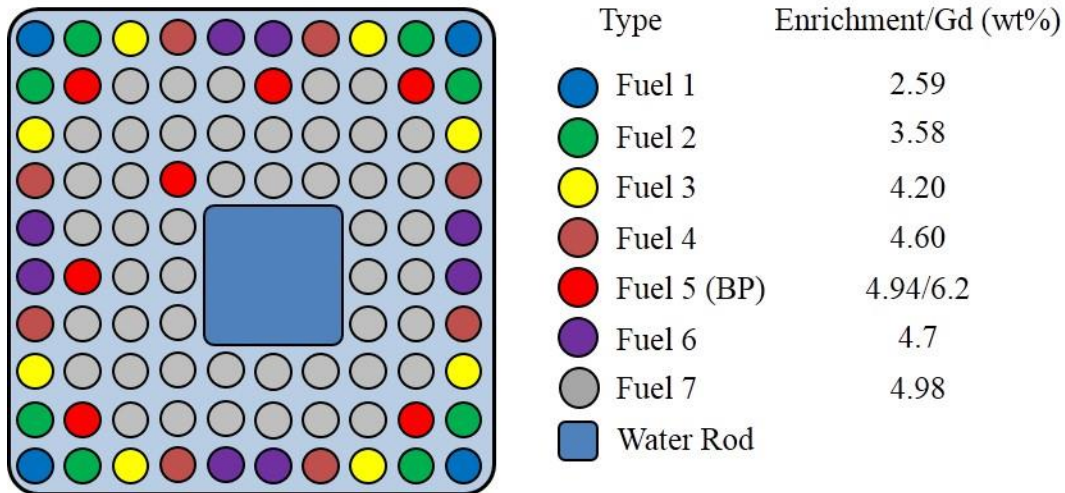 Type Enrichment/Gd (wt%)
Fuel 1 2.59
Fuel 2 3.58
Fuel 3 4.20
Fuel 4 4.60
Fuel 5 (BP) 4.94/6.2
Fuel 6 4.7
Fuel 7 4.98
Water Rod